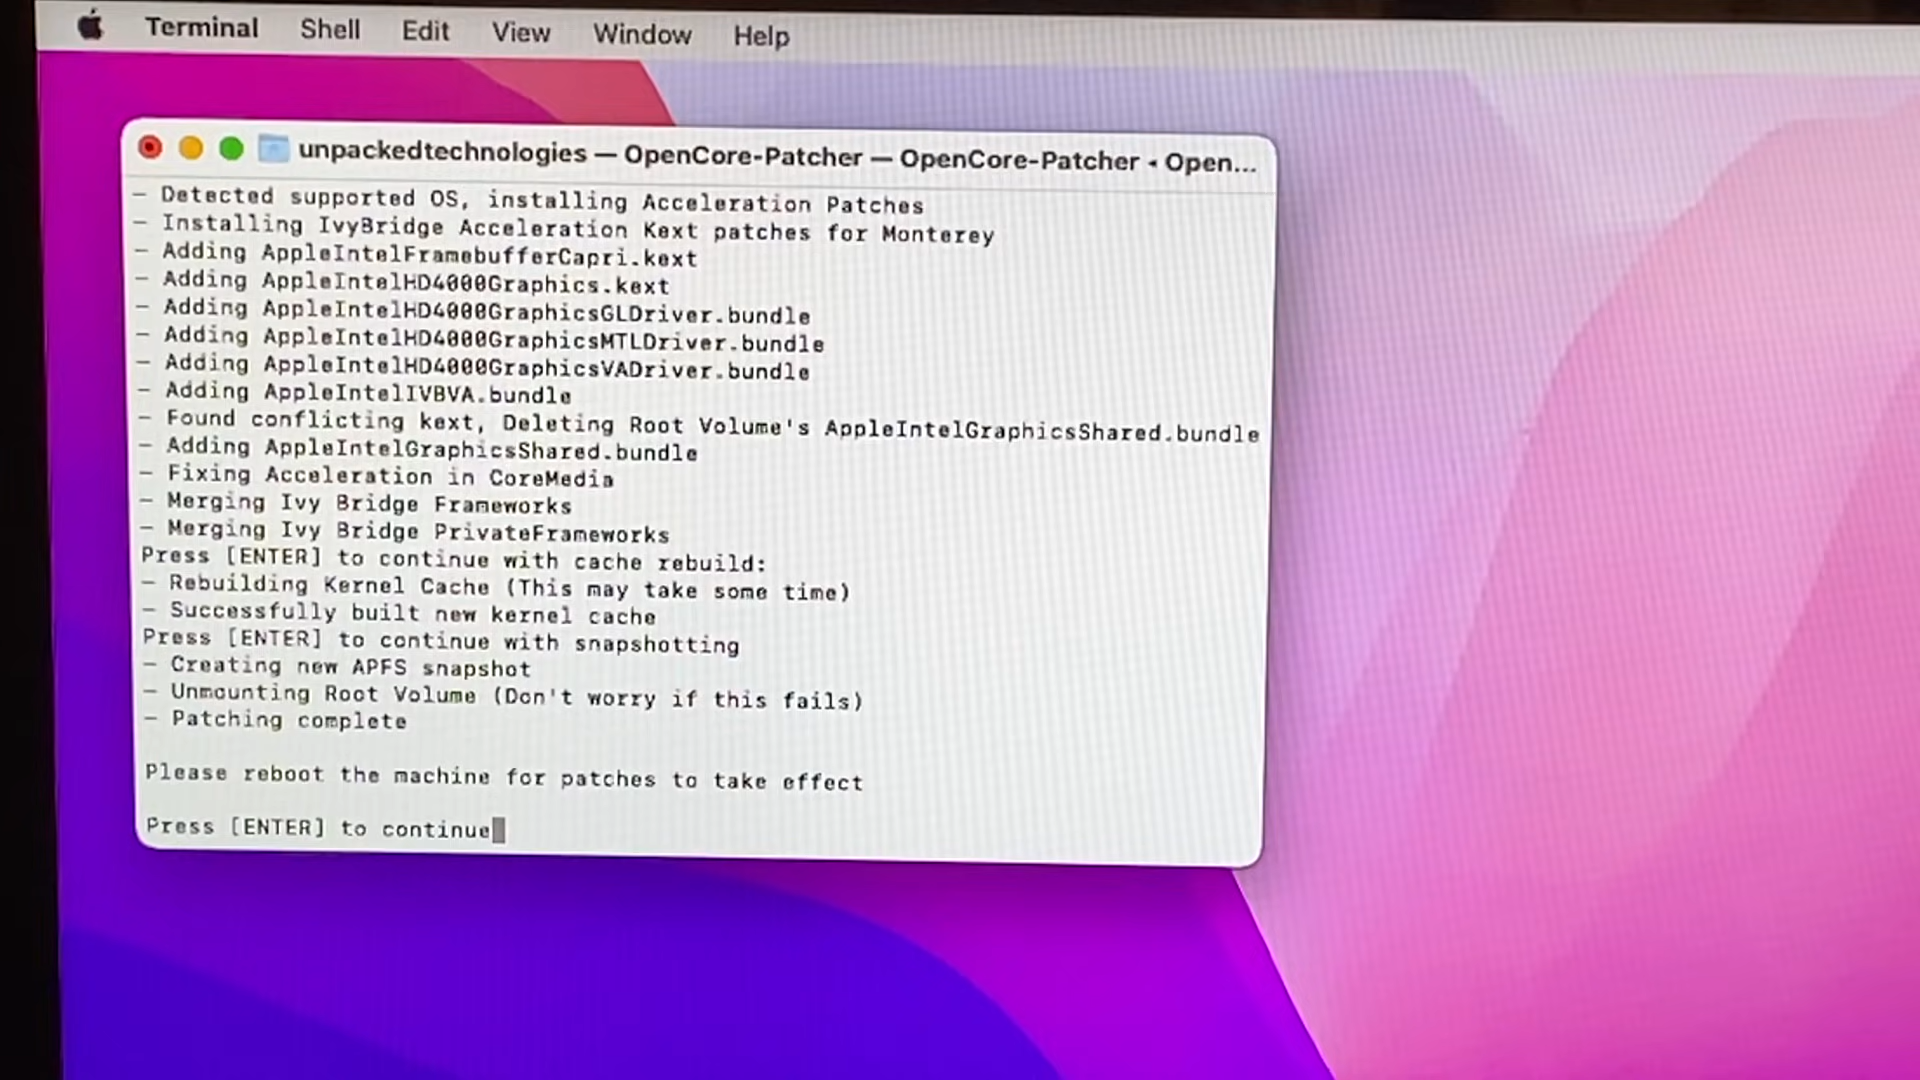 Terminal Shell Edit View Window Help
unpackedtechnologies — OpenCore-Patcher — OpenCore-Patcher ◂ Open...
— Detected supported OS, installing Acceleration Patches
— Installing IvyBridge Acceleration Kext patches for Monterey
— Adding AppleIntelFramebufferCapri.kext
— Adding AppleIntelHD4000Graphics.kext
— Adding AppleIntelHD4000GraphicsGLDriver.bundle
— Adding AppleIntelHD4000GraphicsMTLDriver.bundle
— Adding AppleIntelHD4000GraphicsVADriver.bundle
— Adding AppleIntelIVBVA.bundle
— Found conflicting kext, Deleting Root Volume's AppleIntelGraphicsShared.bundle
— Adding AppleIntelGraphicsShared.bundle
— Fixing Acceleration in CoreMedia
— Merging Ivy Bridge Frameworks
— Merging Ivy Bridge PrivateFrameworks
Press [ENTER] to continue with cache rebuild:
— Rebuilding Kernel Cache (This may take some time)
— Successfully built new kernel cache
Press [ENTER] to continue with snapshotting
— Creating new APFS snapshot
— Unmounting Root Volume (Don't worry if this fails)
— Patching complete
Please reboot the machine for patches to take effect
Press [ENTER] to continue